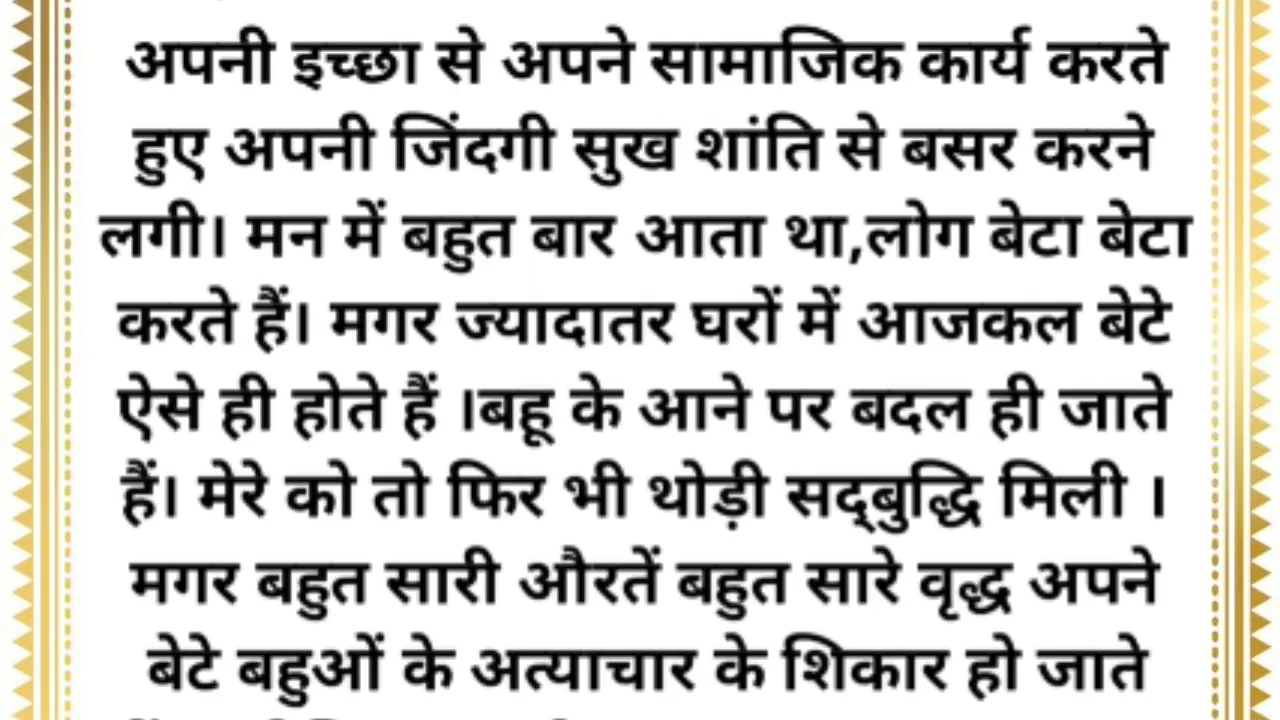 अपनी इच्छा से अपने सामाजिक कार्य करते
हुए अपनी जिंदगी सुख शांति से बसर करने
लगी। मन में बहुत बार आता था,लोग बेटा बेटा
करते हैं। मगर ज्यादातर घरों में आजकल बेटे
ऐसे ही होते हैं ।बहू के आने पर बदल ही जाते
हैं। मेरे को तो फिर भी थोड़ी सद्‌बुद्धि मिली ।
मगर बहुत सारी औरतें बहुत सारे वृद्ध अपने
बेटे बहुओं के अत्याचार के शिकार हो जाते